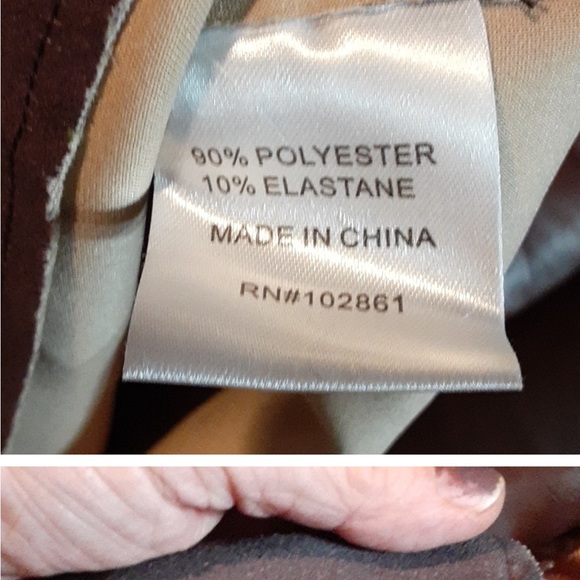 90% POLYESTER
10% ELASTANE
MADE IN CHINA
RN#102861